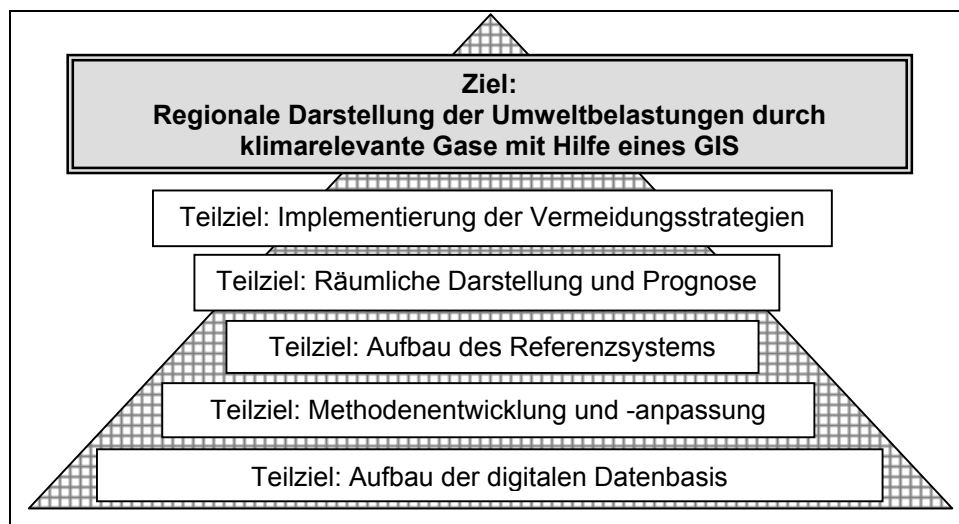 Ziel:
Regionale Darstellung der Umweltbelastungen durch
klimarelevante Gase mit Hilfe eines GIS
Teilziel: Implementierung der Vermeidungsstrategien
Teilziel: Räumliche Darstellung und Prognose
Teilziel: Aufbau des Referenzsystems
Teilziel: Methodenentwicklung und -anpassung
Teilziel: Aufbau der digitalen Datenbasis